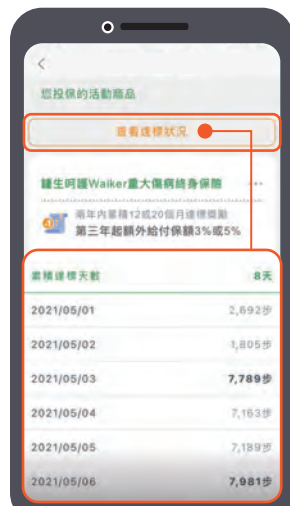 您投保的活動商品
查看達標狀況
鍾生呵護Walker重大傷病終身保險 ...
兩年內累積12或20個月達標獎勵
第三年起額外給付保額3%或5%
累積達標天數 8天
2021/05/01 2,692步
2021/05/02 1,805步
2021/05/03 7,789步
2021/05/04 7,163步
2021/05/05 7,189步
2021/05/06 7,981步